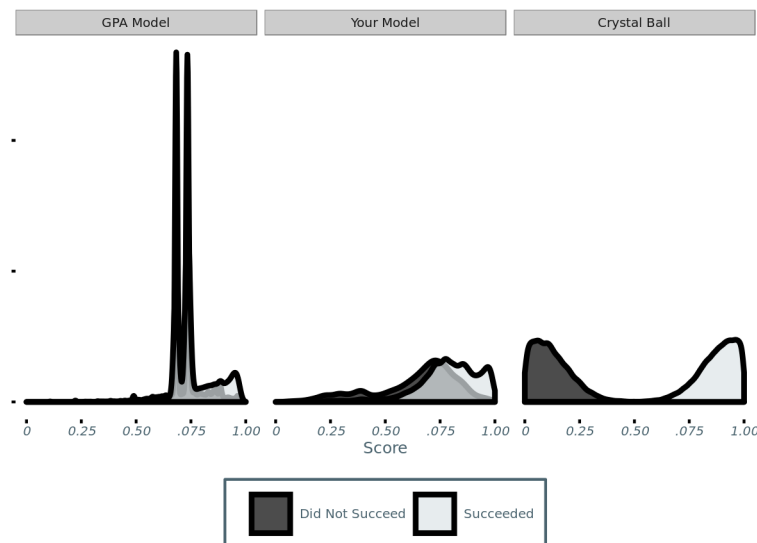 GPA Model Your Model Crystal Ball
0 0.25 0.50 .075 1.00 0 0.25 0.50 .075 1.00 0 0.25 0.50 .075 1.00
Score
Did Not Succeed Succeeded